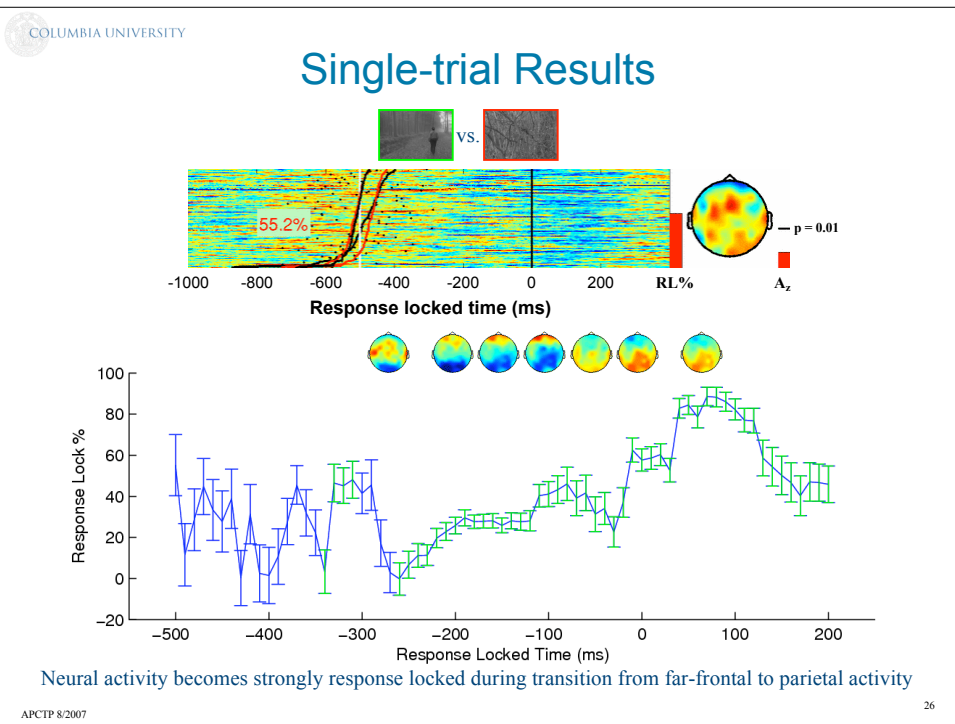 COLUMBIA UNIVERSITY
Single-trial Results
vs.
55.2%
p = 0.01
-1000 -800 -600 -400 -200 0 200 RL% A_z
Response locked time (ms)
100
80
60
40
20
0
−20
Response Lock %
−500 −400 −300 −200 −100 0 100 200
Response Locked Time (ms)
Neural activity becomes strongly response locked during transition from far-frontal to parietal activity
APCTP 8/2007
26